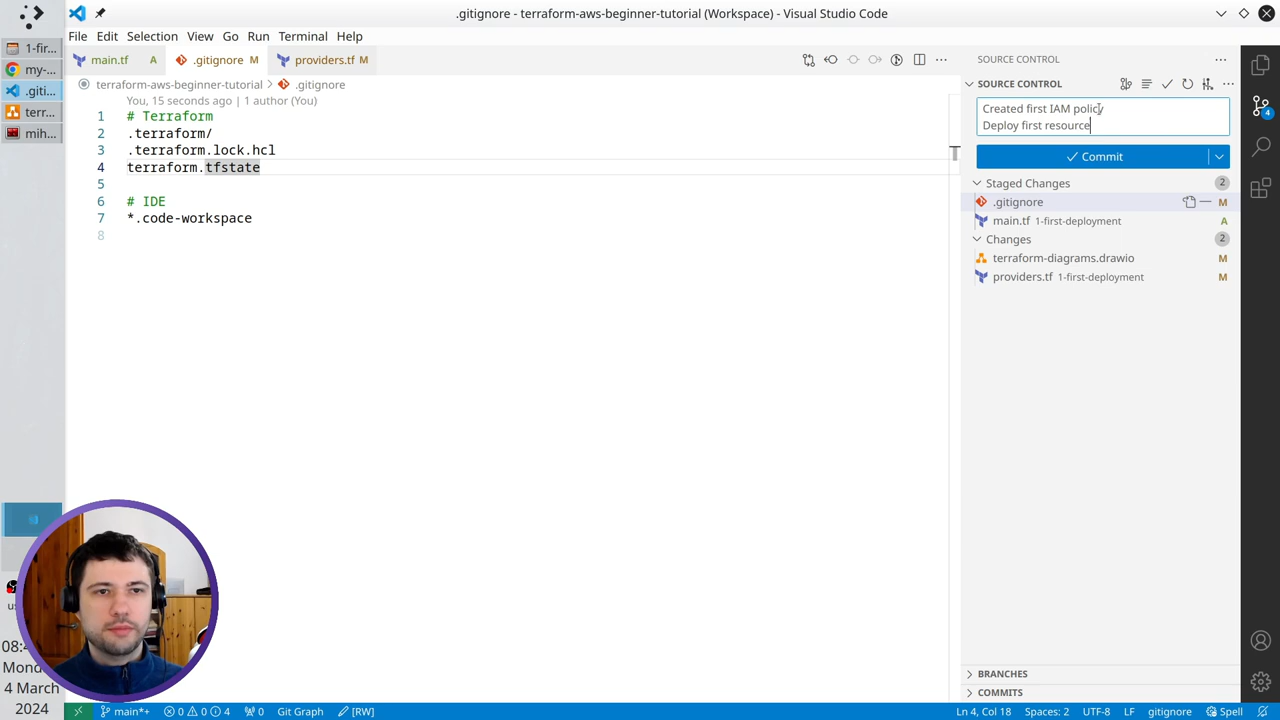 .gitignore - terraform-aws-beginner-tutorial (Workspace) - Visual Studio Code
File Edit Selection View Go Run Terminal Help
1-fir...
my-...
.giti...
terr...
mih...
main.tf A
.gitignore M
providers.tf M
terraform-aws-beginner-tutorial > .gitignore
You, 15 seconds ago | 1 author (You)
1 # Terraform
2 .terraform/
3 .terraform.lock.hcl
4 terraform.tfstate
5
6 # IDE
7 *.code-workspace
8
SOURCE CONTROL
SOURCE CONTROL
Created first IAM policy
Deploy first resource
Commit
Staged Changes 2
.gitignore M
main.tf 1-first-deployment A
Changes 2
terraform-diagrams.drawio M
providers.tf 1-first-deployment M
BRANCHES
COMMITS
4
08:4
Mond
4 March
2024
main*+ 0 0 4 0 Git Graph [RW] Ln 4, Col 18 Spaces: 2 UTF-8 LF gitignore Spell